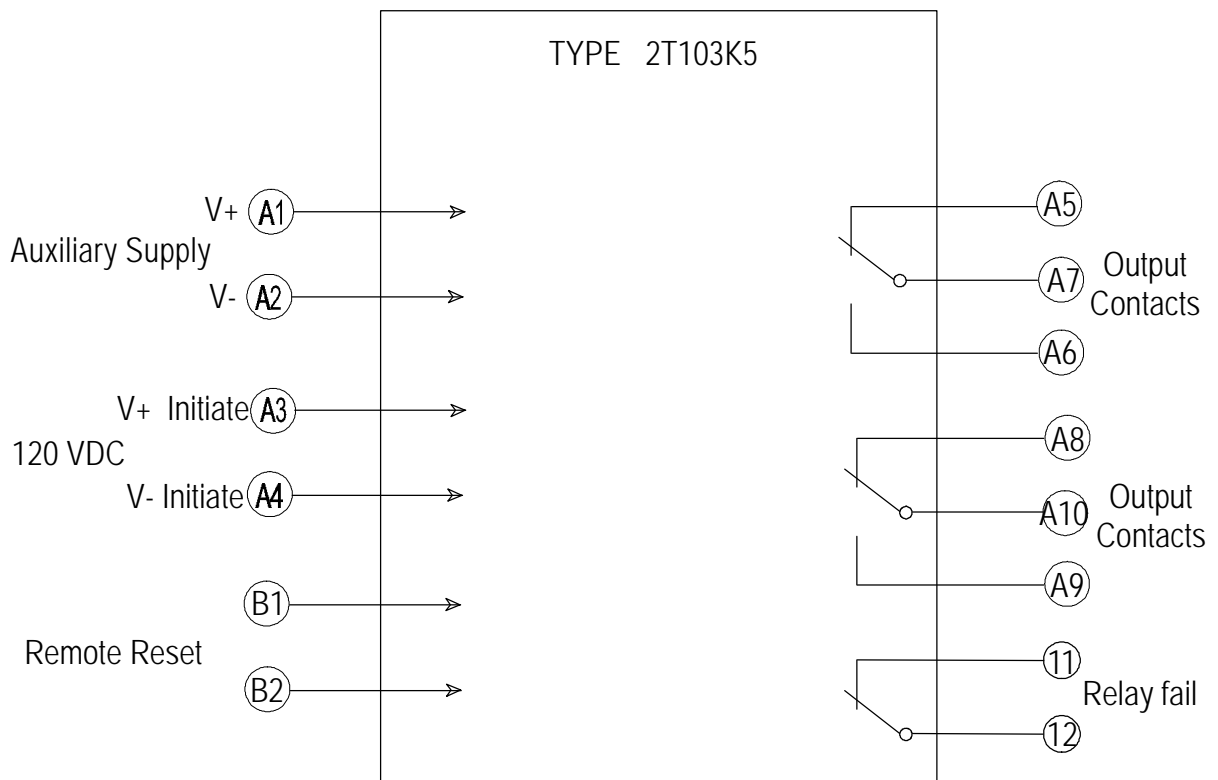 TYPE 2T103K5
V+ A1
Auxiliary Supply
V- A2
V+ Initiate A3
120 VDC
V- Initiate A4
B1
Remote Reset
B2
A5
A7
Output
Contacts
A6
A8
A10
Output
Contacts
A9
11
Relay fail
12